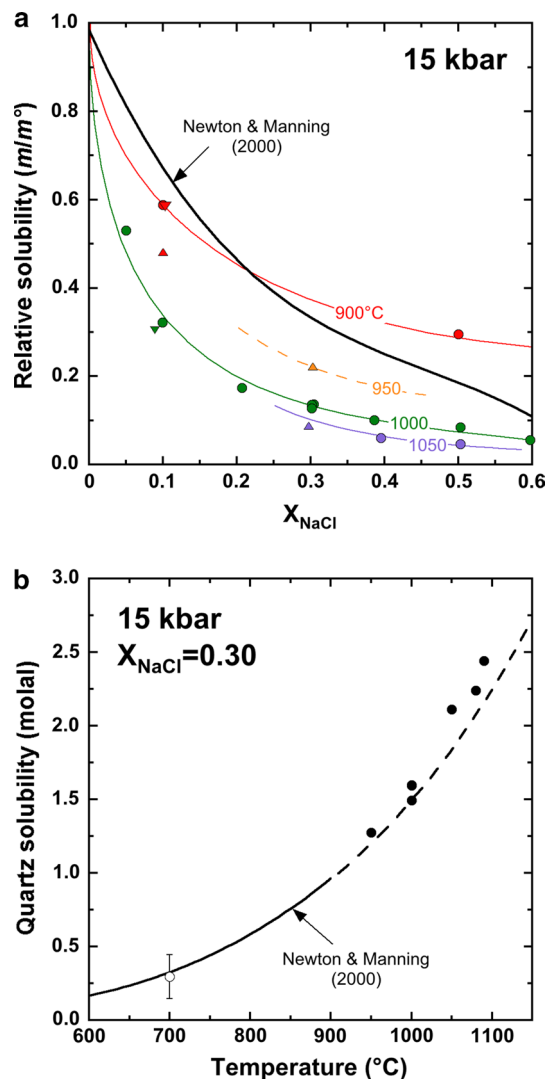 a
15 kbar
Relative solubility (m/m°)
1.0
0.8
0.6
0.4
0.2
0.0
Newton & Manning
(2000)
900°C
950
1000
1050
0 0.1 0.2 0.3 0.4 0.5 0.6
X_NaCl
b
15 kbar
X_NaCl=0.30
Quartz solubility (molal)
3.0
2.5
2.0
1.5
1.0
0.5
0.0
Newton & Manning
(2000)
600 700 800 900 1000 1100
Temperature (°C)